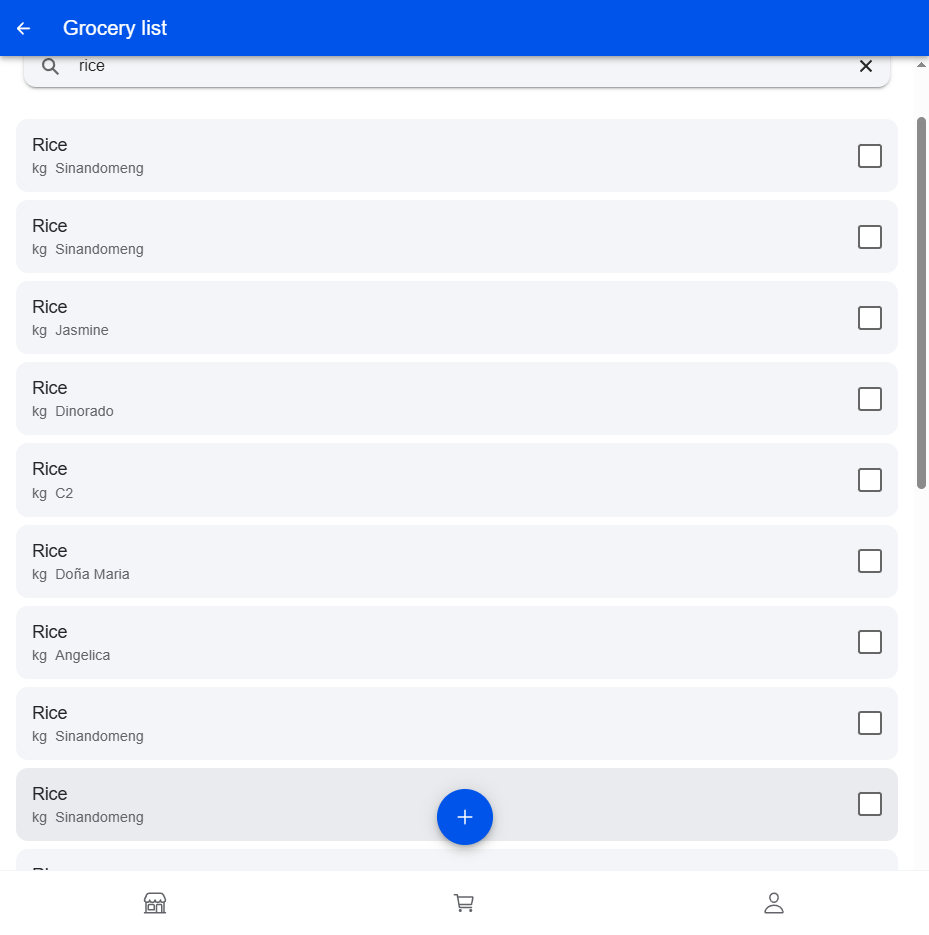 Grocery list
rice
Rice
kg Sinandomeng
Rice
kg Sinandomeng
Rice
kg Jasmine
Rice
kg Dinorado
Rice
kg C2
Rice
kg Doña Maria
Rice
kg Angelica
Rice
kg Sinandomeng
Rice
kg Sinandomeng